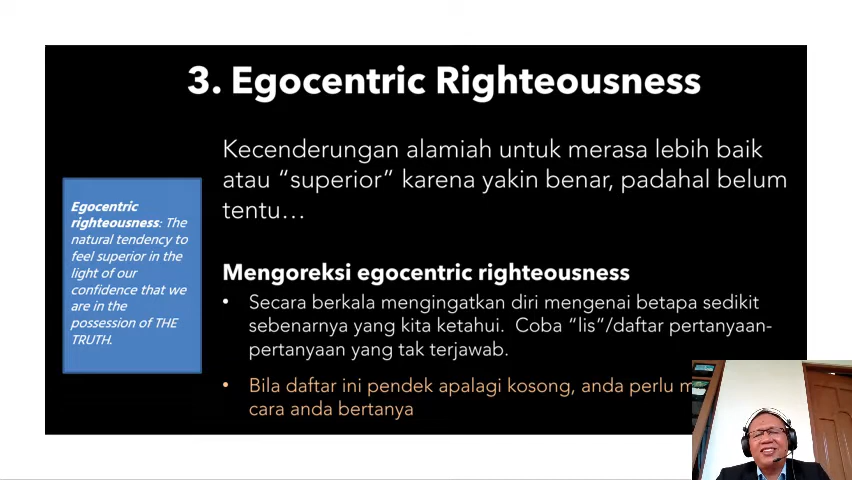 3. Egocentric Righteousness
Kecenderungan alamiah untuk merasa lebih baik
atau “superior” karena yakin benar, padahal belum
tentu…
Egocentric
righteousness: The
natural tendency to
feel superior in the
light of our
confidence that we
are in the
possession of THE
TRUTH.
Mengoreksi egocentric righteousness
• Secara berkala mengingatkan diri mengenai betapa sedikit
sebenarnya yang kita ketahui. Coba “lis”/daftar pertanyaan-
pertanyaan yang tak terjawab.
• Bila daftar ini pendek apalagi kosong, anda perlu
cara anda bertanya